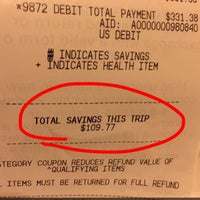 *9872 DEBIT TOTAL PAYMENT $331.38
AID: A0000000980840
US DEBIT
# INDICATES SAVINGS
+ INDICATES HEALTH ITEM
TOTAL SAVINGS THIS TRIP
$109.77
CATEGORY COUPON REDUCES REFUND VALUE OF
^QUALIFYING ITEMS
L ITEMS MUST BE RETURNED FOR FULL REFUND